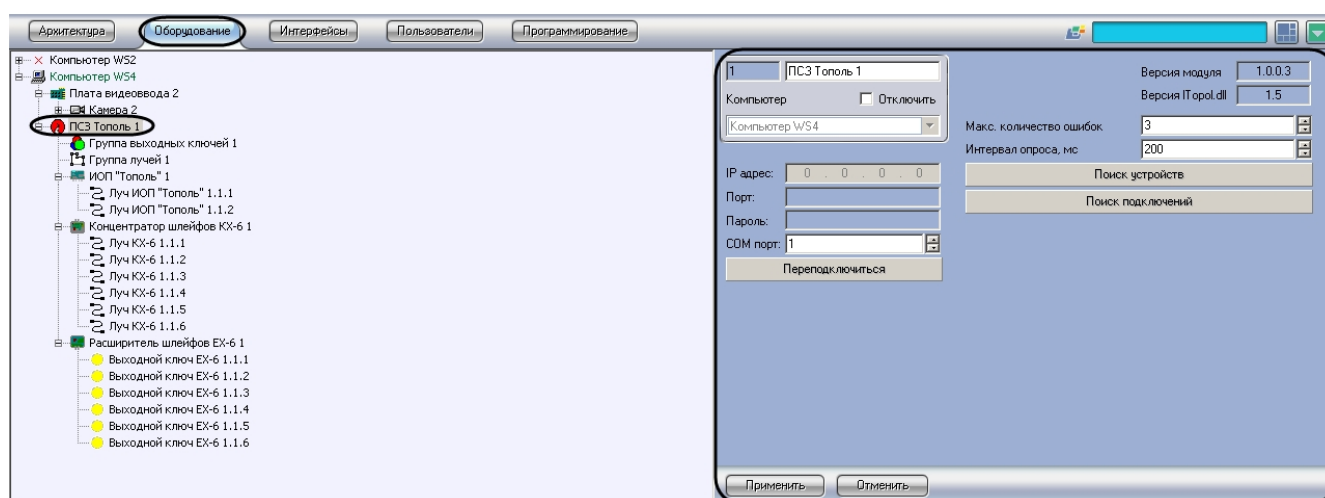 Архитектура Оборудование Интерфейсы Пользователи Программирование
Компьютер WS2
Компьютер WS4
Плата видеоввода 2
Камера 2
ПСЗ Тополь 1
Группа выходных ключей 1
Группа лучей 1
ИОП "Тополь" 1
Луч ИОП "Тополь" 1.1.1
Луч ИОП "Тополь" 1.1.2
Концентратор шлейфов КХ-6 1
Луч КХ-6 1.1.1
Луч КХ-6 1.1.2
Луч КХ-6 1.1.3
Луч КХ-6 1.1.4
Луч КХ-6 1.1.5
Луч КХ-6 1.1.6
Расширитель шлейфов ЕХ-6 1
Выходной ключ ЕХ-6 1.1.1
Выходной ключ ЕХ-6 1.1.2
Выходной ключ ЕХ-6 1.1.3
Выходной ключ ЕХ-6 1.1.4
Выходной ключ ЕХ-6 1.1.5
Выходной ключ ЕХ-6 1.1.6
1 ПСЗ Тополь 1
Компьютер Отключить
Компьютер WS4
IP адрес: 0 . 0 . 0 . 0
Порт:
Пароль:
COM порт: 1
Переподключиться
Версия модуля 1.0.0.3
Версия ITopol.dll 1.5
Макс. количество ошибок 3
Интервал опроса, мс 200
Поиск устройств
Поиск подключений
Применить Отменить